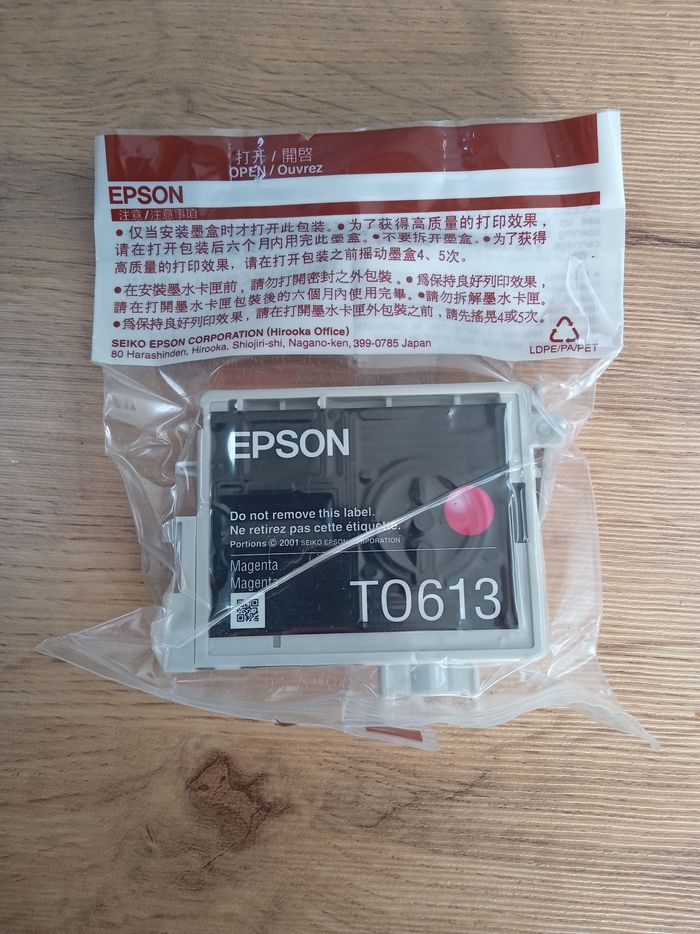 打开 / 開啓
OPEN / Ouvrez
EPSON
注意/注意事項
• 仅当安装墨盒时才打开此包装。• 为了获得高质量的打印效果，
请在打开包装后六个月内用完此墨盒。• 不要拆开墨盒。• 为了获得
高质量的打印效果，请在打开包装之前摇动墨盒4、5次。
• 在安裝墨水卡匣前，請勿打開密封之外包裝。• 爲保持良好列印效果，
請在打開墨水卡匣包裝後的六個月內使用完畢。• 請勿拆解墨水卡匣。
• 爲保持良好列印效果，請在打開墨水卡匣外包裝之前，請先搖晃4或5次。
SEIKO EPSON CORPORATION (Hirooka Office)
80 Harashinden, Hirooka, Shiojiri-shi, Nagano-ken, 399-0785 Japan
LDPE/PA/PET
EPSON
Do not remove this label.
Ne retirez pas cette étiquette.
Portions © 2001 SEIKO EPSON CORPORATION
Magenta
Magenta
T0613